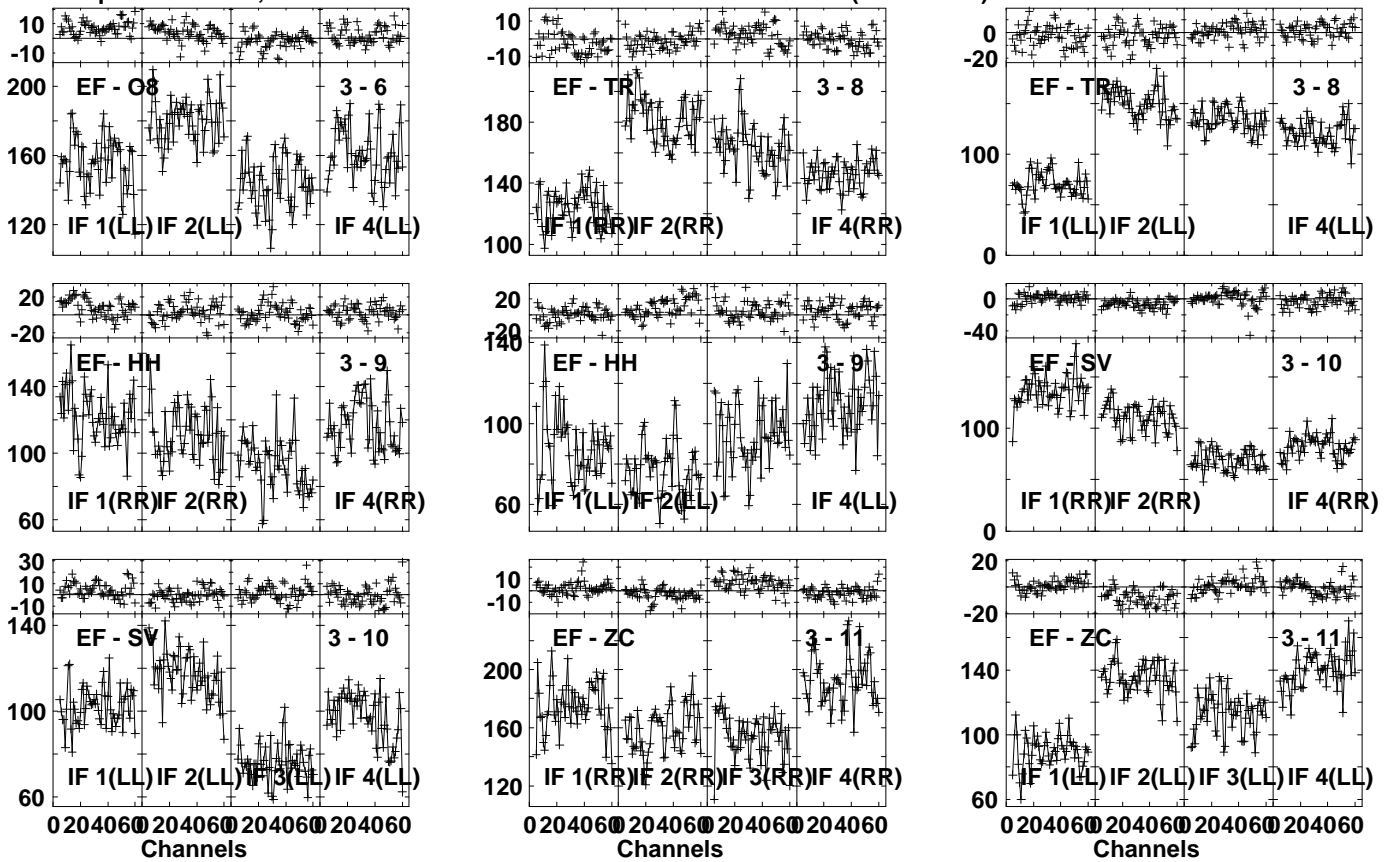 10 10 0
-10 -10 -20
EF - O8 3 - 6 EF - TR 3 - 8 EF - TR 3 - 8
200 180
160 140 100
120 100 0
IF 1(LL) IF 2(LL) IF 4(LL) IF 1(RR) IF 2(RR) IF 4(RR) IF 1(LL) IF 2(LL) IF 4(LL)
20 20 0
-20 -20 -40
EF - HH 3 - 9 EF - HH 3 - 9 EF - SV 3 - 10
140 140
100 100 100
60 60 0
IF 1(RR) IF 2(RR) IF 4(RR) IF 1(LL) IF 2(LL) IF 4(LL) IF 1(RR) IF 2(RR) IF 4(RR)
30 20
10 10
-10 -10 -20
EF - SV 3 - 10 EF - ZC 3 - 11 EF - ZC 3 - 11
140 200 140
100 160 100
60 120 60
IF 1(LL) IF 2(LL) IF 3(LL) IF 4(LL) IF 1(RR) IF 2(RR) IF 3(RR) IF 4(RR) IF 1(LL) IF 2(LL) IF 3(LL) IF 4(LL)
0 20 40 60 0 20 40 60 0 20 40 60 0 20 40 60 0 20 40 60 0 20 40 60 0 20 40 60 0 20 40 60 0 20 40 60 0 20 40 60 0 20 40 60 0 20 40 60
Channels Channels Channels